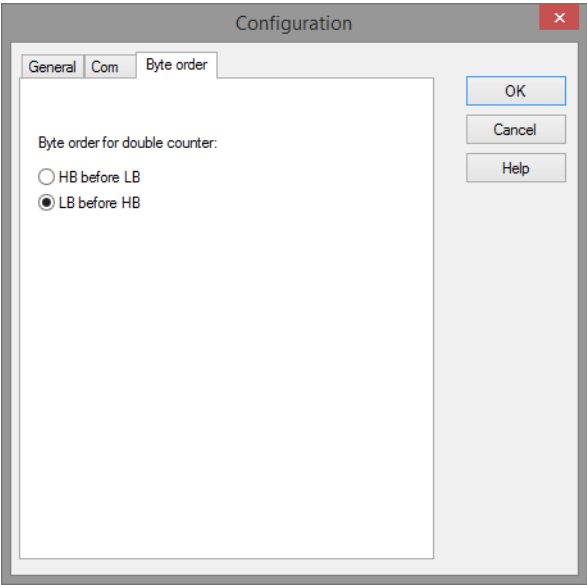 Configuration
General Com Byte order
OK
Cancel
Help
Byte order for double counter:
HB before LB
LB before HB